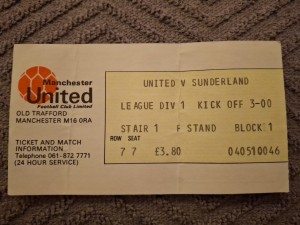 Manchester
United
Football Club Limited
OLD TRAFFORD
MANCHESTER M16 0RA
TICKET AND MATCH
INFORMATION
Telephone 061-872 7771
(24 HOUR SERVICE)
UNITED V SUNDERLAND
LEAGUE DIV 1 KICK OFF 3-00
STAIR 1 F STAND BLOCK 1
ROW SEAT
7 7 £3.80 040510046